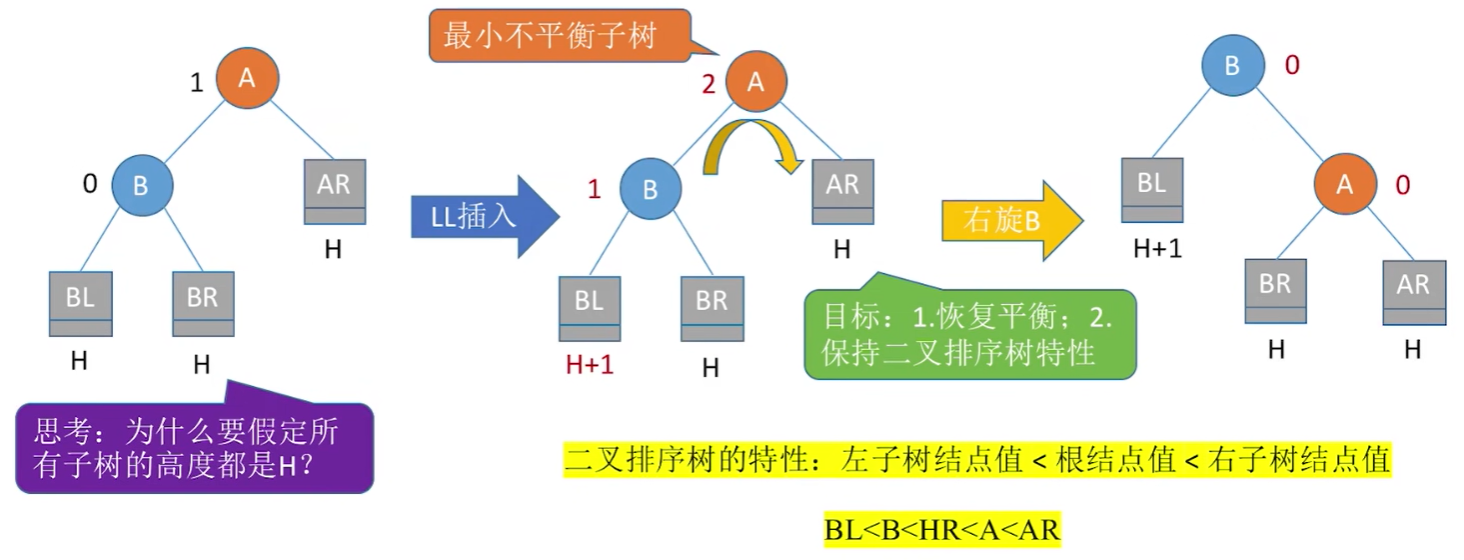 最小不平衡子树
1
A
0
B
AR
H
BL
BR
H
H
思考：为什么要假定所
有子树的高度都是H？
LL插入
2
A
1
B
AR
H
BL
BR
H+1
H
右旋B
目标：1.恢复平衡；2.
保持二叉排序树特性
B
0
BL
H+1
A
0
BR
AR
H
H
二叉排序树的特性：左子树结点值 < 根结点值 < 右子树结点值
BL<B<HR<A<AR